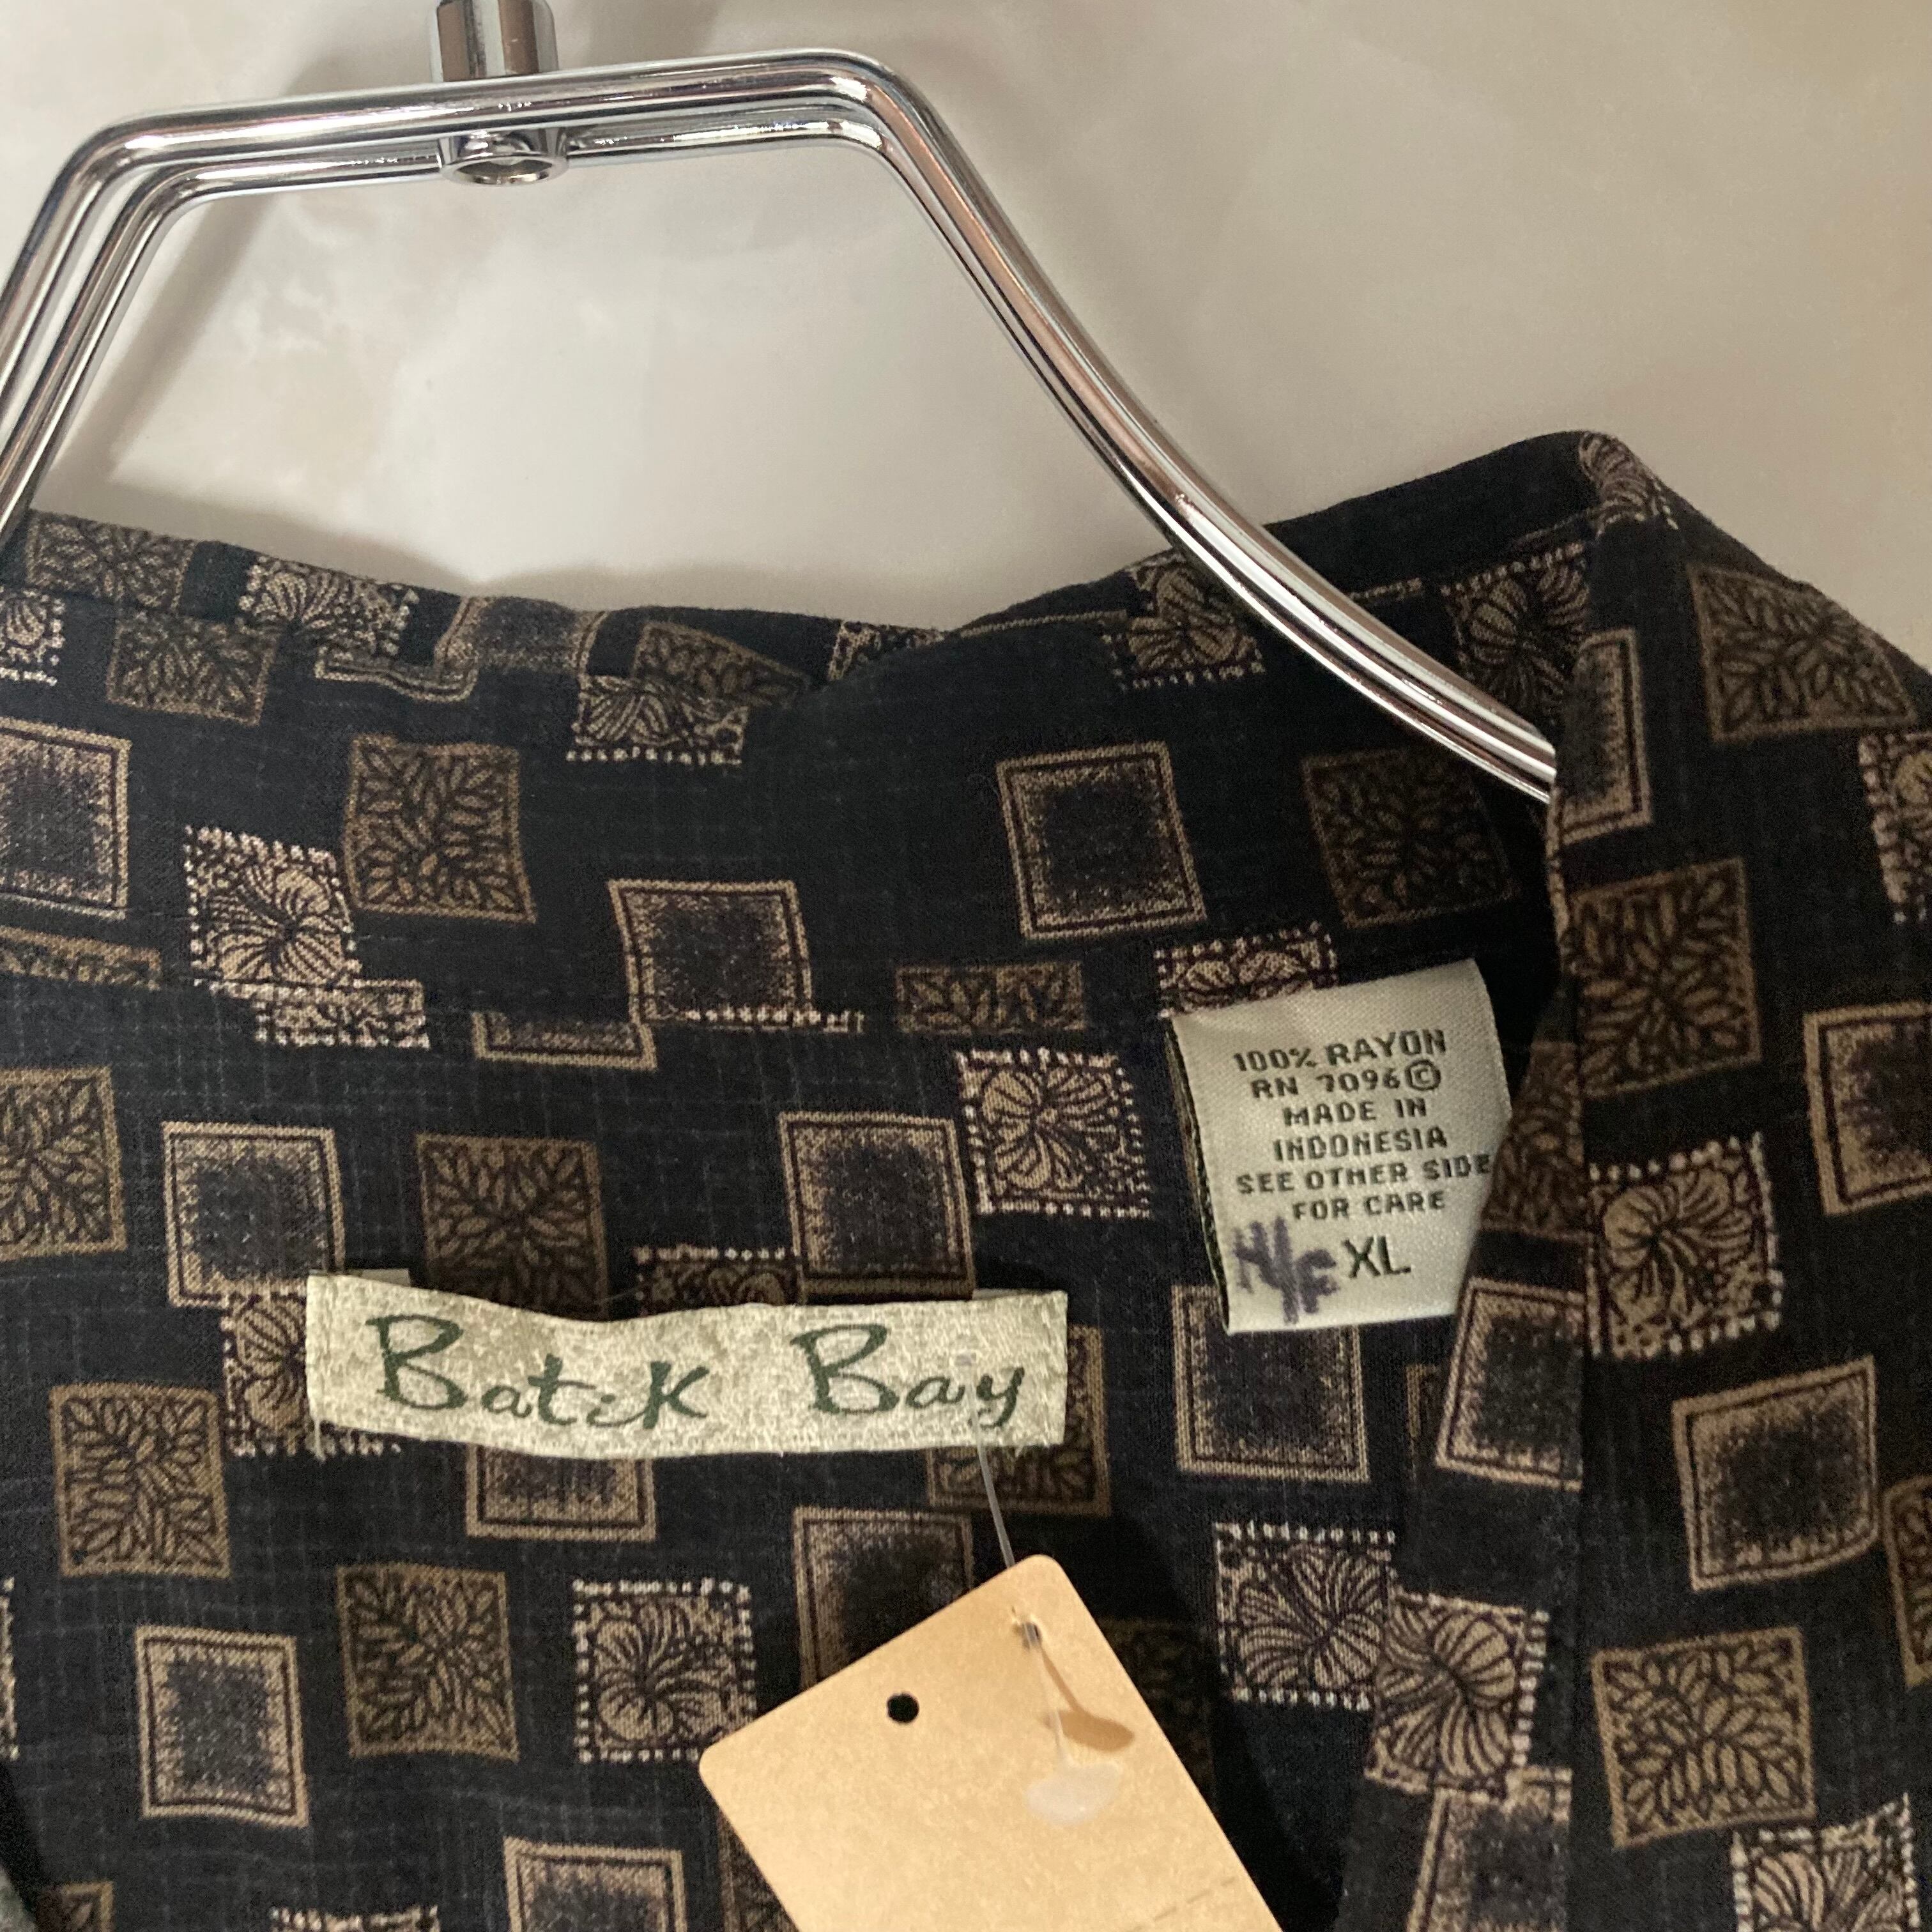 100% RAYON
RN 7096©
MADE IN
INDONESIA
SEE OTHER SIDE
FOR CARE
XL
Batik Bay